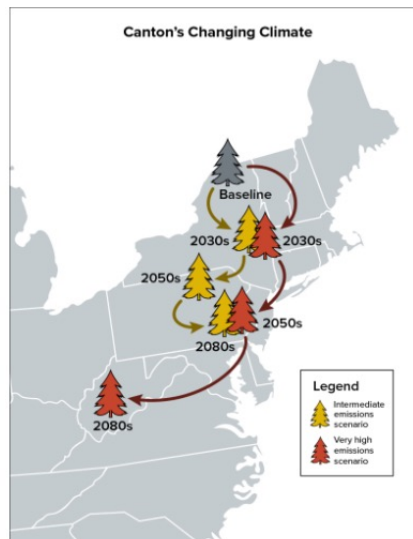 Canton's Changing Climate
Baseline
2030s
2030s
2050s
2050s
2080s
2080s
Legend
Intermediate
emissions
scenario
Very high
emissions
scenario